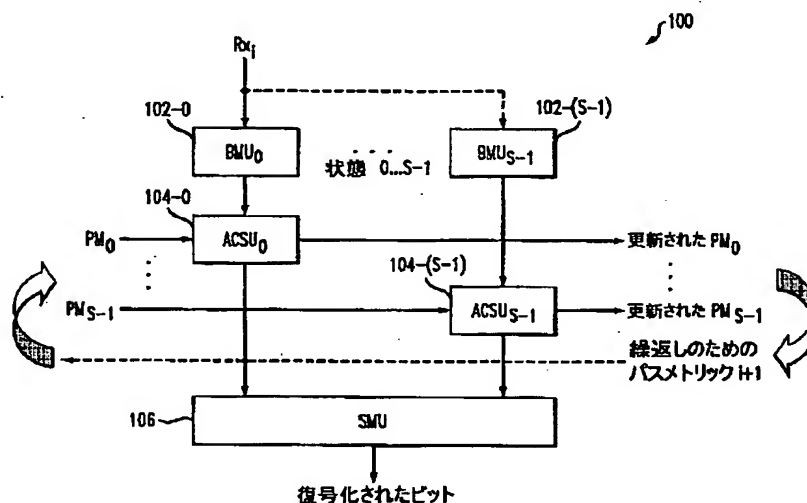 100
Rxi
102-0
102-(S-1)
BMU0
状態 0...S-1
BMUS-1
104-0
PM0
ACSU0
更新された PM0
104-(S-1)
PMS-1
ACSUS-1
更新された PMS-1
繰返しのための
パスメトリック i+1
106
SMU
復号化されたビット